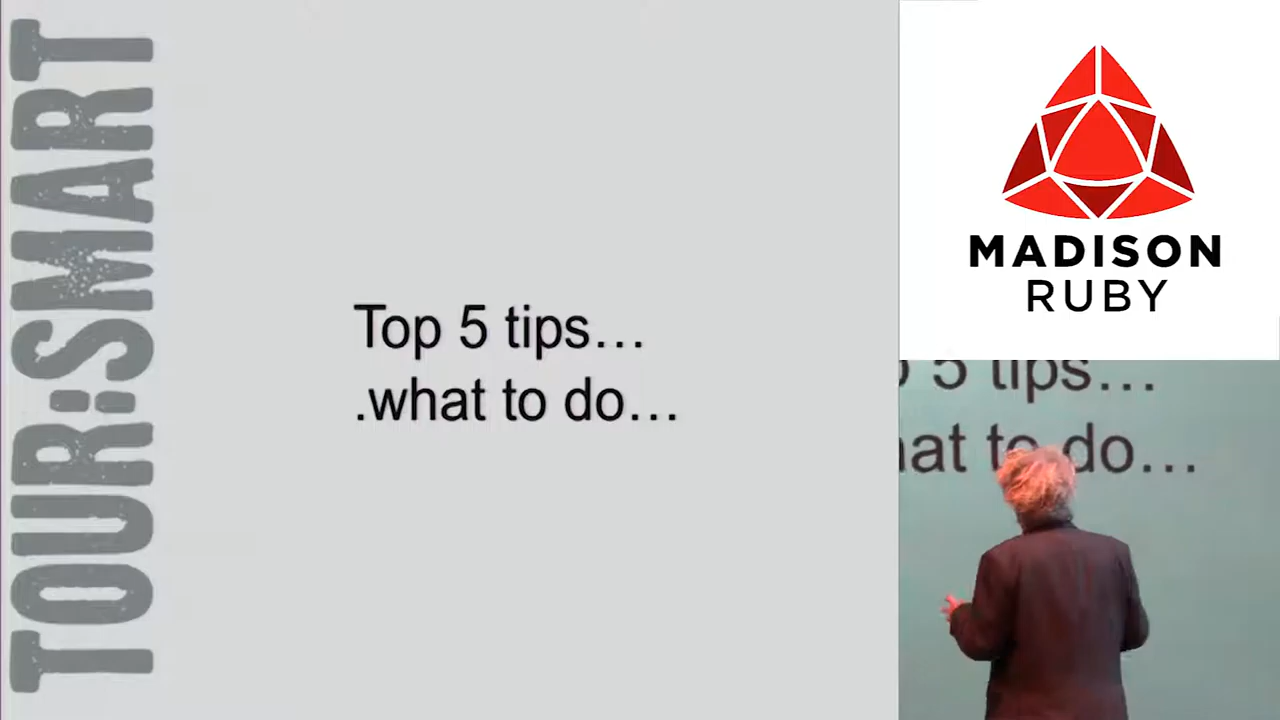 TOUR:SMART
Top 5 tips…
.what to do…
MADISON
RUBY
5 tips…
at to do…